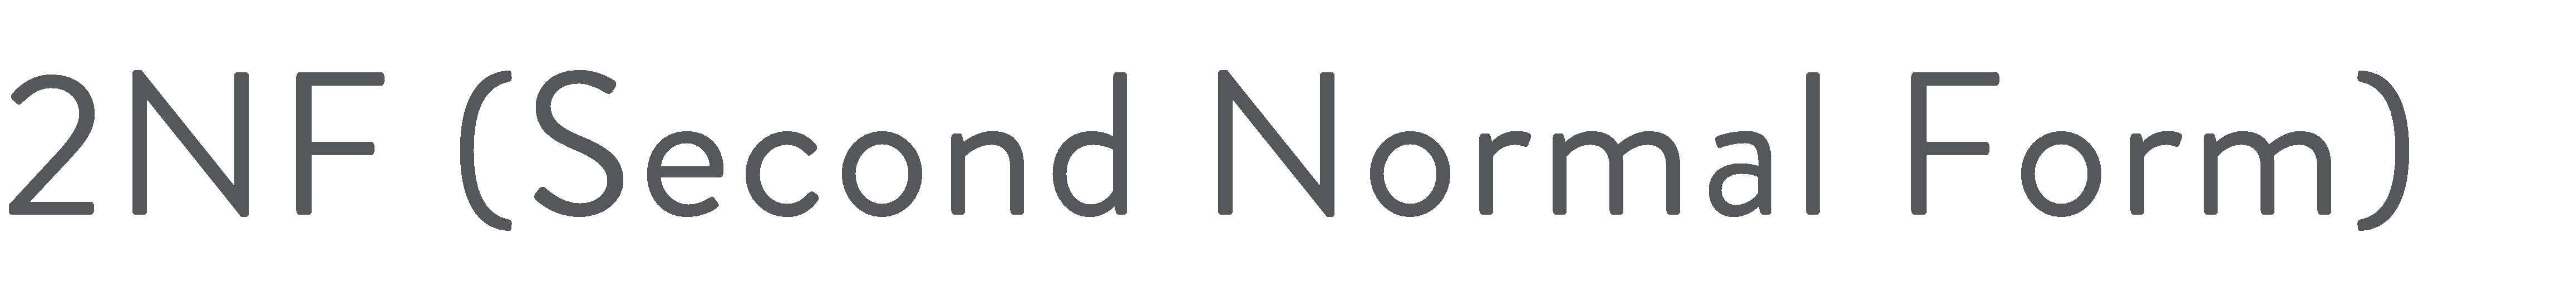 2NF (Second Normal Form)